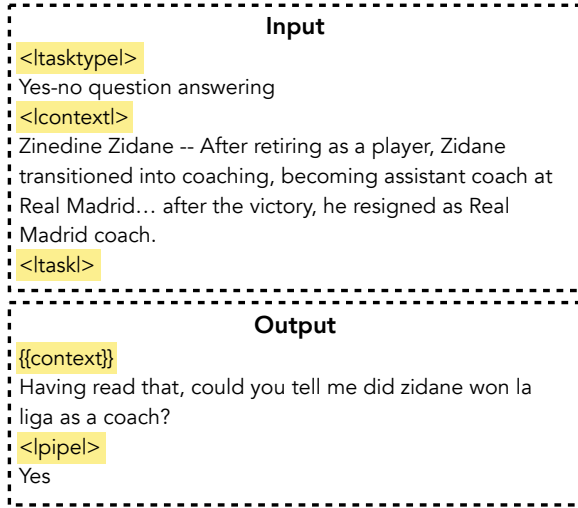 Input
<|tasktype|>
Yes-no question answering
<|context|>
Zinedine Zidane -- After retiring as a player, Zidane
transitioned into coaching, becoming assistant coach at
Real Madrid... after the victory, he resigned as Real
Madrid coach.
<|task|>
Output
{{context}}
Having read that, could you tell me did zidane won la
liga as a coach?
<|pipe|>
Yes